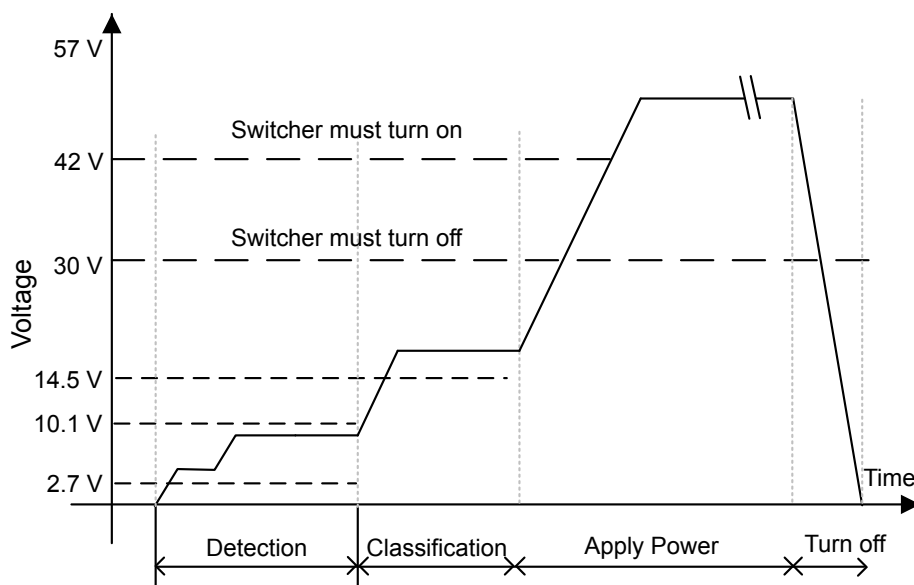 57 V
Switcher must turn on
42 V
Switcher must turn off
30 V
Voltage
14.5 V
10.1 V
2.7 V
Time
Detection
Classification
Apply Power
Turn off